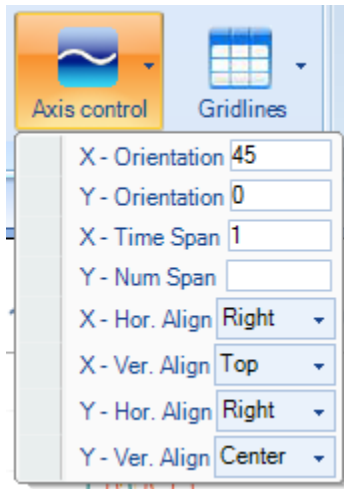 Axis control Gridlines
X - Orientation 45
Y - Orientation 0
X - Time Span 1
Y - Num Span
X - Hor. Align Right
X - Ver. Align Top
Y - Hor. Align Right
Y - Ver. Align Center